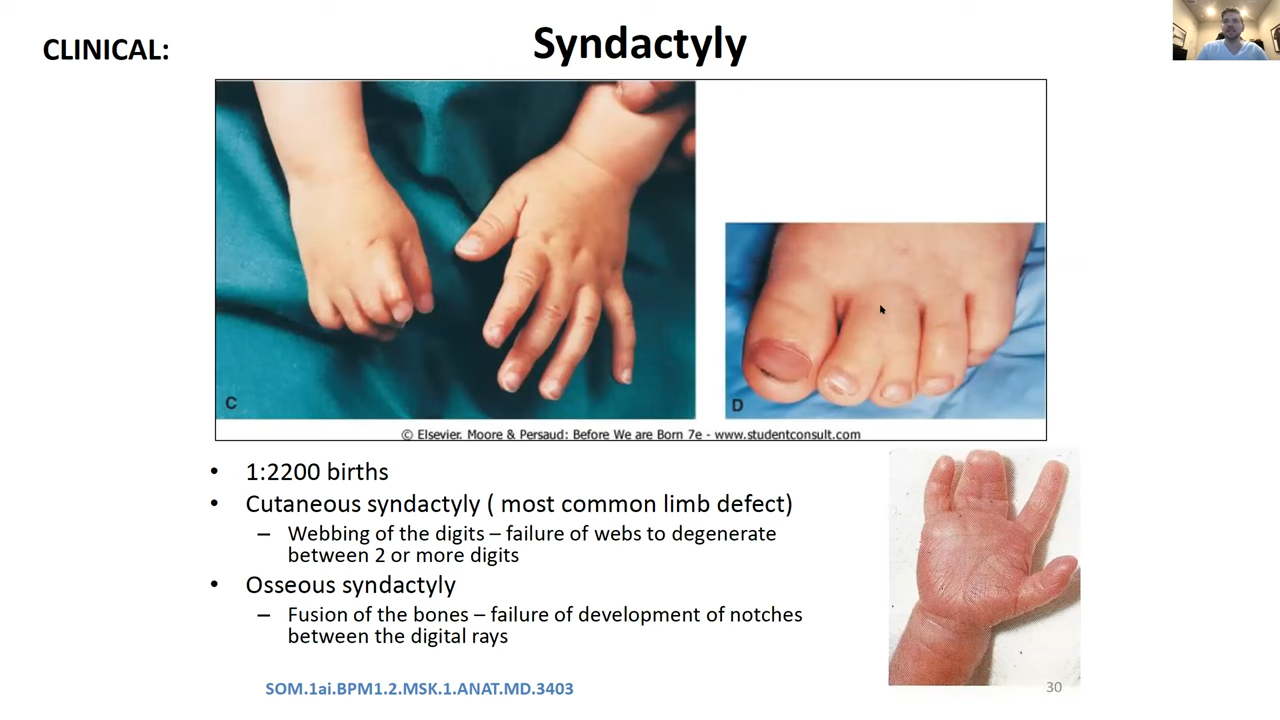 CLINICAL:
Syndactyly
C
D
© Elsevier. Moore & Persaud: Before We are Born 7e - www.studentconsult.com
• 1:2200 births
• Cutaneous syndactyly ( most common limb defect)
– Webbing of the digits – failure of webs to degenerate
between 2 or more digits
• Osseous syndactyly
– Fusion of the bones – failure of development of notches
between the digital rays
SOM.1ai.BPM1.2.MSK.1.ANAT.MD.3403
30